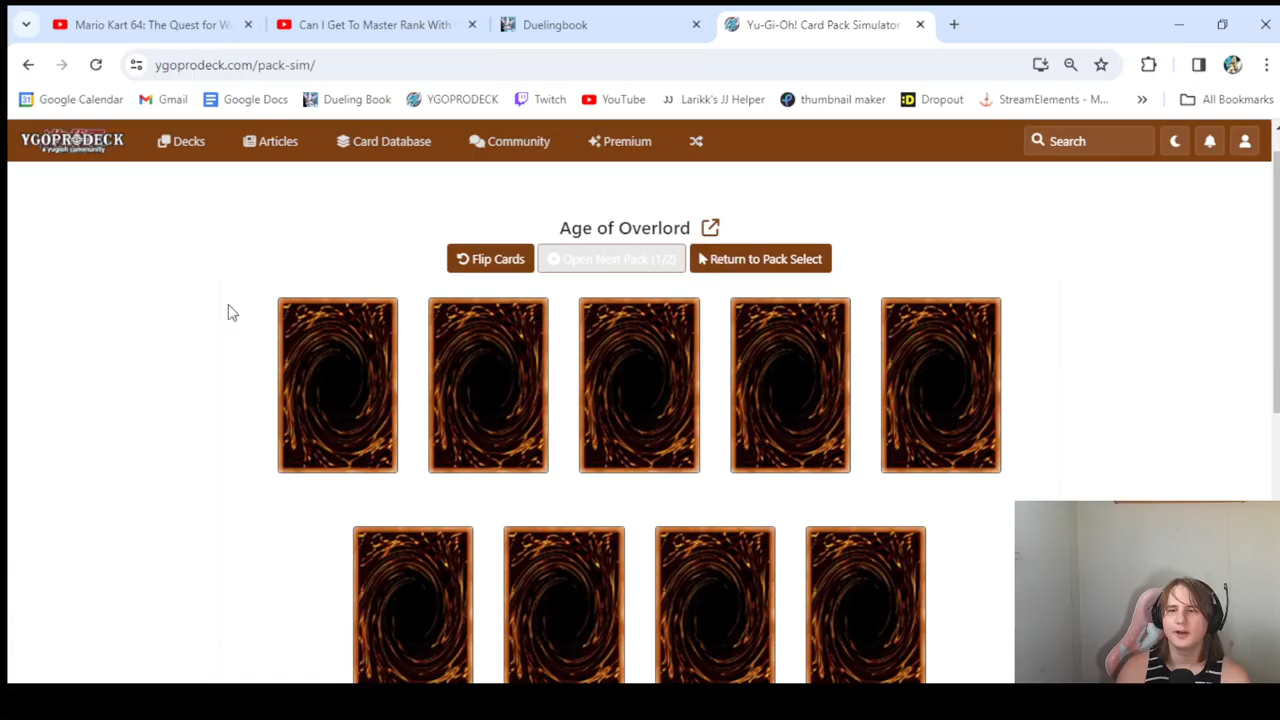 Mario Kart 64: The Quest for W
Can I Get To Master Rank With
Duelingbook
Yu-Gi-Oh! Card Pack Simulator
ygoprodeck.com/pack-sim/
Google Calendar
Gmail
Google Docs
Dueling Book
YGOPRODECK
Twitch
YouTube
JJ Larikk's JJ Helper
thumbnail maker
Dropout
StreamElements - M...
All Bookmarks
YGOPRODECK
a yugioh community
Decks
Articles
Card Database
Community
Premium
Search
Age of Overlord
Flip Cards
Open Next Pack (1/2)
Return to Pack Select